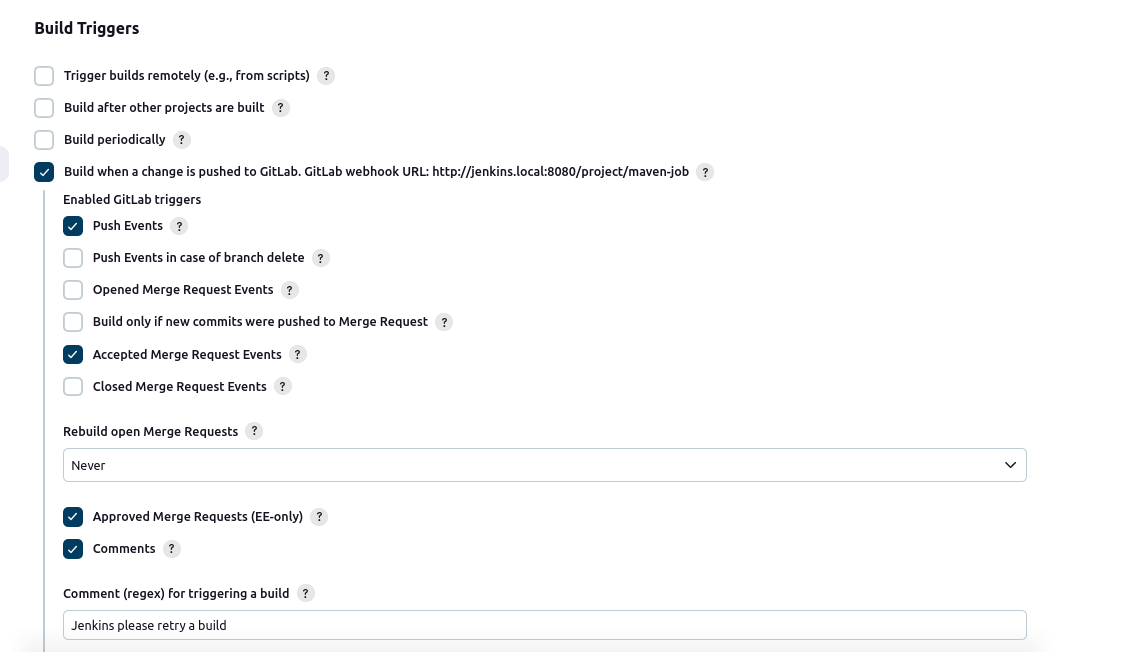 Build Triggers
Trigger builds remotely (e.g., from scripts) ?
Build after other projects are built ?
Build periodically ?
Build when a change is pushed to GitLab. GitLab webhook URL: http://jenkins.local:8080/project/maven-job ?
Enabled GitLab triggers
Push Events ?
Push Events in case of branch delete ?
Opened Merge Request Events ?
Build only if new commits were pushed to Merge Request ?
Accepted Merge Request Events ?
Closed Merge Request Events ?
Rebuild open Merge Requests ?
Never
Approved Merge Requests (EE-only) ?
Comments ?
Comment (regex) for triggering a build ?
Jenkins please retry a build